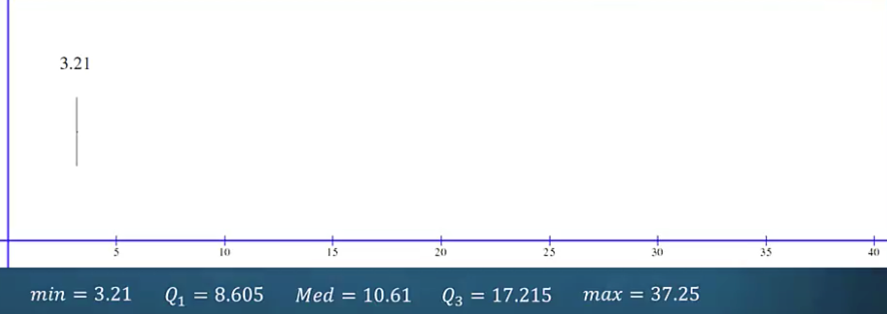 3.21
5 10 15 20 25 30 35 40
min = 3.21 Q₁ = 8.605 Med = 10.61 Q₃ = 17.215 max = 37.25